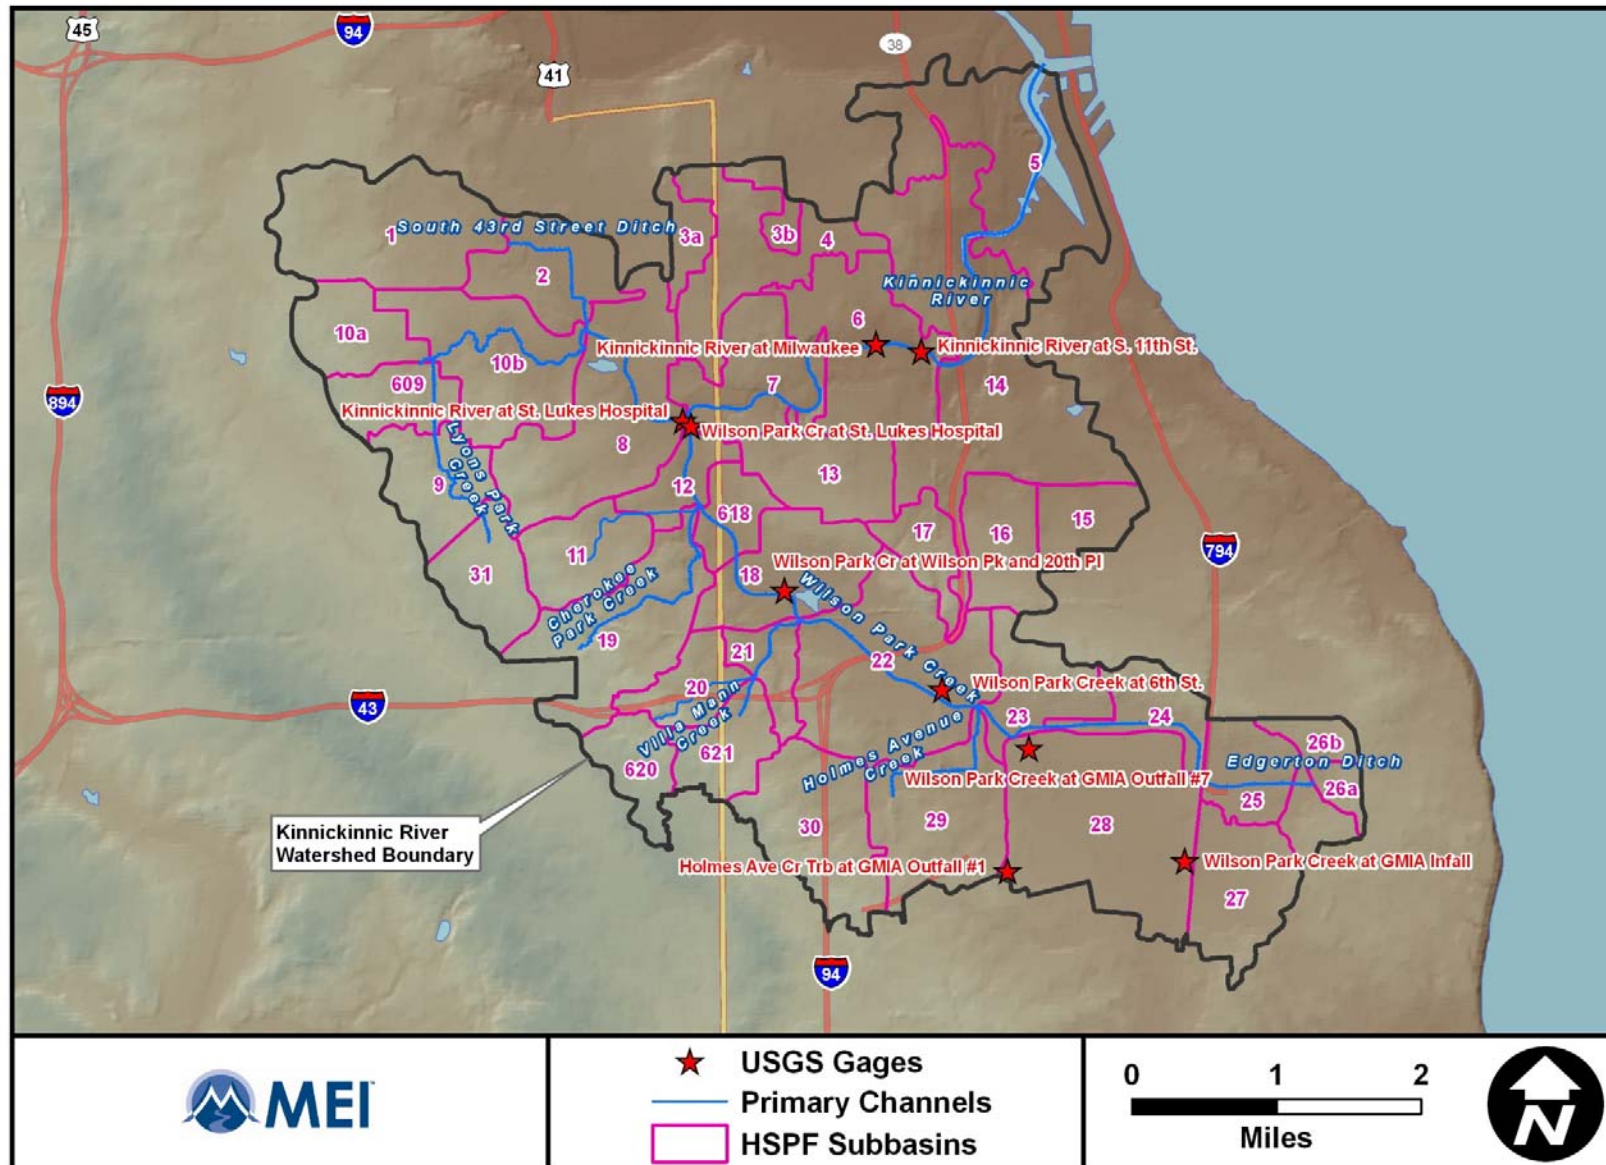 45
94
41
38
5
South 43rd Street Ditch
1
3a
3b
4
2
Kinnickinnic
River
10a
6
Kinnickinnic River at Milwaukee
Kinnickinnic River at S. 11th St.
10b
609
7
14
894
Kinnickinnic River at St. Lukes Hospital
Wilson Park Cr at St. Lukes Hospital
8
Lyons Park
Creek
9
13
12
618
17
16
15
794
11
Wilson Park Cr at Wilson Pk and 20th Pl
31
18
Cherokee
Park Creek
Wilson Park Creek
19
21
22
20
Wilson Park Creek at 6th St.
43
Villa Mann
Creek
23
24
621
620
Holmes Avenue
Creek
26b
Edgerton Ditch
Wilson Park Creek at GMIA Outfall #7
26a
25
30
29
28
Kinnickinnic River
Watershed Boundary
Holmes Ave Cr Trb at GMIA Outfall #1
Wilson Park Creek at GMIA Infall
27
94
MEI
USGS Gages
Primary Channels
HSPF Subbasins
0 1 2
Miles
N